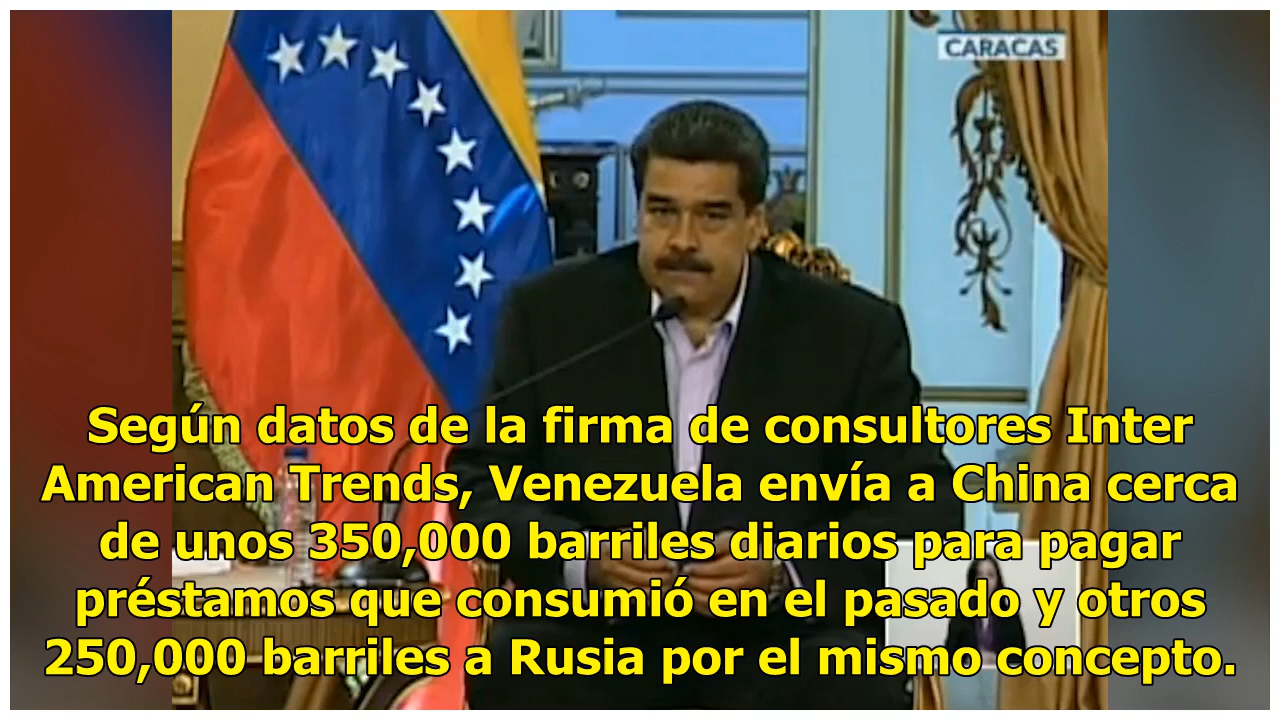 CARACAS
Según datos de la firma de consultores Inter
American Trends, Venezuela envía a China cerca
de unos 350,000 barriles diarios para pagar
préstamos que consumió en el pasado y otros
250,000 barriles a Rusia por el mismo concepto.